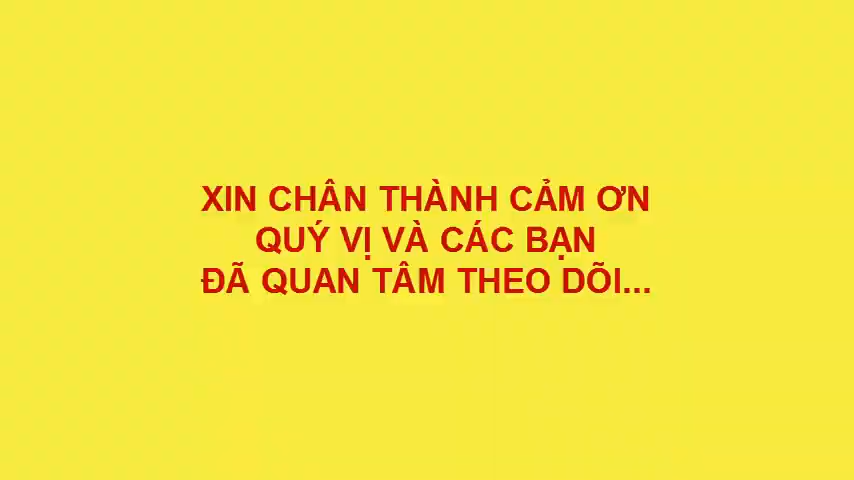 XIN CHÂN THÀNH CẢM ƠN
QUÝ VỊ VÀ CÁC BẠN
ĐÃ QUAN TÂM THEO DÕI...